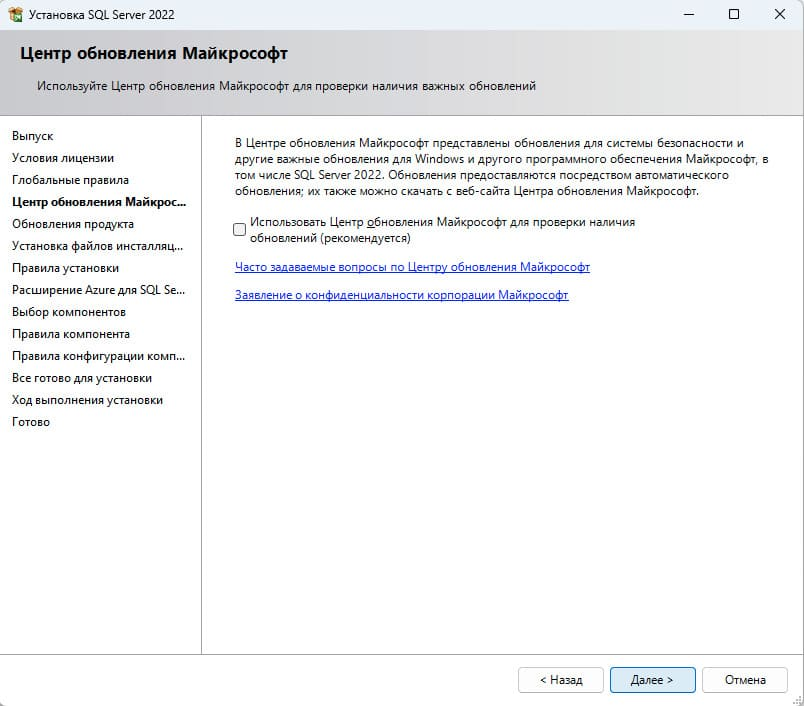 Установка SQL Server 2022
Центр обновления Майкрософт
Используйте Центр обновления Майкрософт для проверки наличия важных обновлений
Выпуск
Условия лицензии
Глобальные правила
Центр обновления Майкрос...
Обновления продукта
Установка файлов инсталляц...
Правила установки
Расширение Azure для SQL Se...
Выбор компонентов
Правила компонента
Правила конфигурации комп...
Все готово для установки
Ход выполнения установки
Готово
В Центре обновления Майкрософт представлены обновления для системы безопасности и
другие важные обновления для Windows и другого программного обеспечения Майкрософт, в
том числе SQL Server 2022. Обновления предоставляются посредством автоматического
обновления; их также можно скачать с веб-сайта Центра обновления Майкрософт.
Использовать Центр обновления Майкрософт для проверки наличия
обновлений (рекомендуется)
Часто задаваемые вопросы по Центру обновления Майкрософт
Заявление о конфиденциальности корпорации Майкрософт
< Назад
Далее >
Отмена